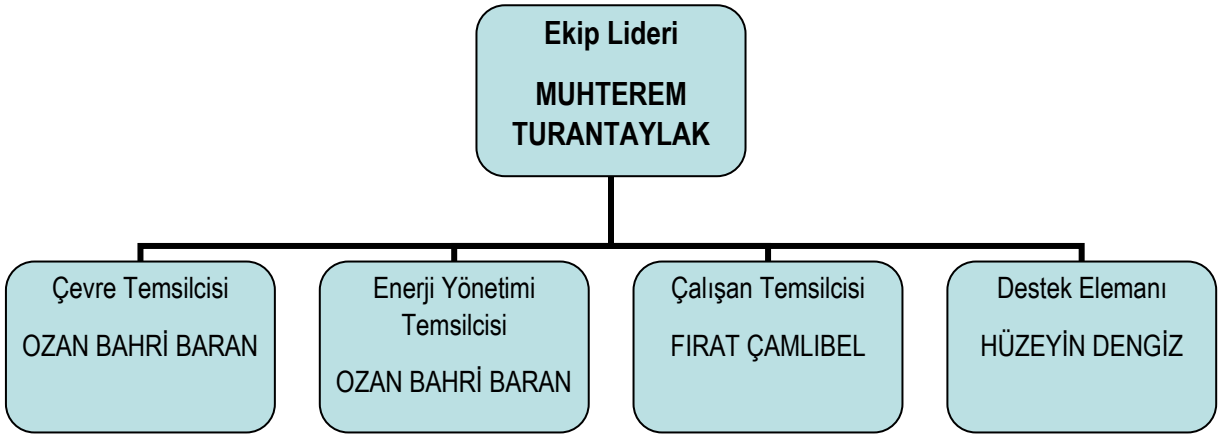 Ekip Lideri
MUHTEREM
TURANTAYLAK
Çevre Temsilcisi
OZAN BAHRİ BARAN
Enerji Yönetimi
Temsilcisi
OZAN BAHRİ BARAN
Çalışan Temsilcisi
FIRAT ÇAMLIBEL
Destek Elemanı
HÜZEYİN DENGİZ